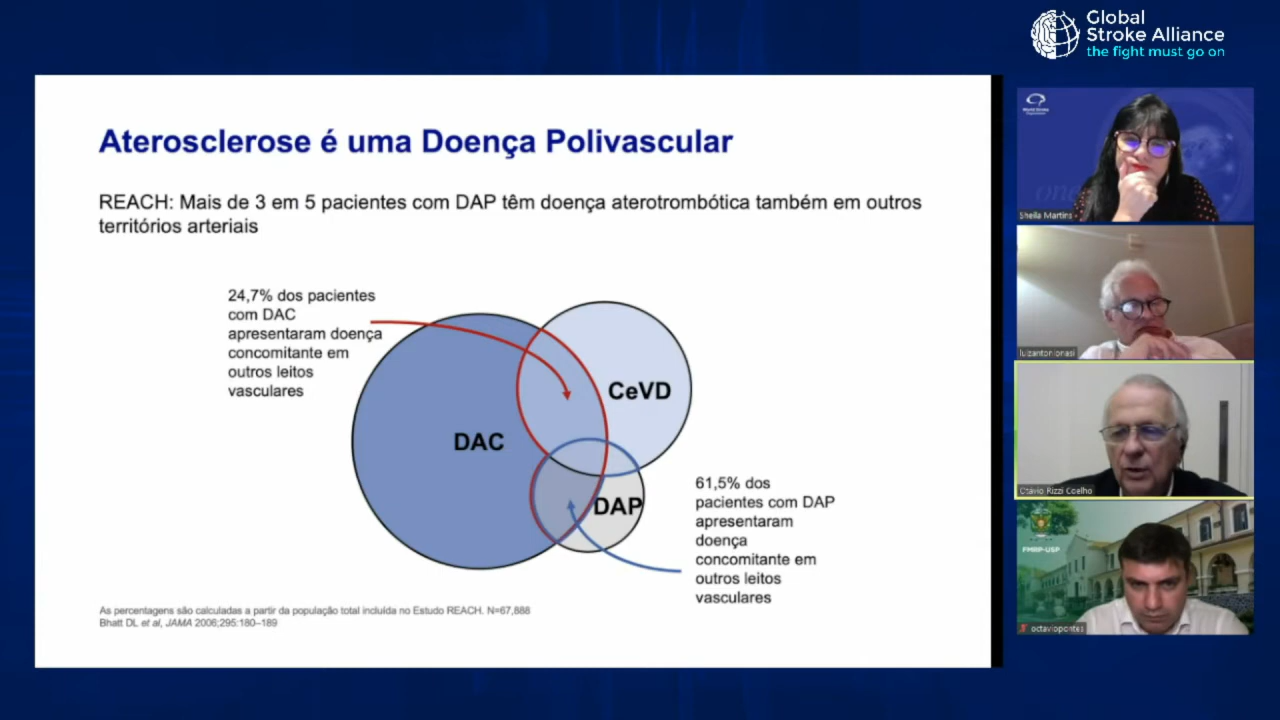 Global
Stroke Alliance
the fight must go on
Aterosclerose é uma Doença Polivascular
REACH: Mais de 3 em 5 pacientes com DAP têm doença aterotrombótica também em outros
territórios arteriais
24,7% dos pacientes
com DAC
apresentaram doença
concomitante em
outros leitos
vasculares
CeVD
DAC
DAP
61,5% dos
pacientes com DAP
apresentaram
doença
concomitante em
outros leitos
vasculares
As percentagens são calculadas a partir da população total incluída no Estudo REACH. N=67,888
Bhatt DL et al, JAMA 2006;295:180–189
World Stroke
Sheila Martins
luizantonionasi
Otávio Rizzi Coelho
FMRP-USP
octaviopontes